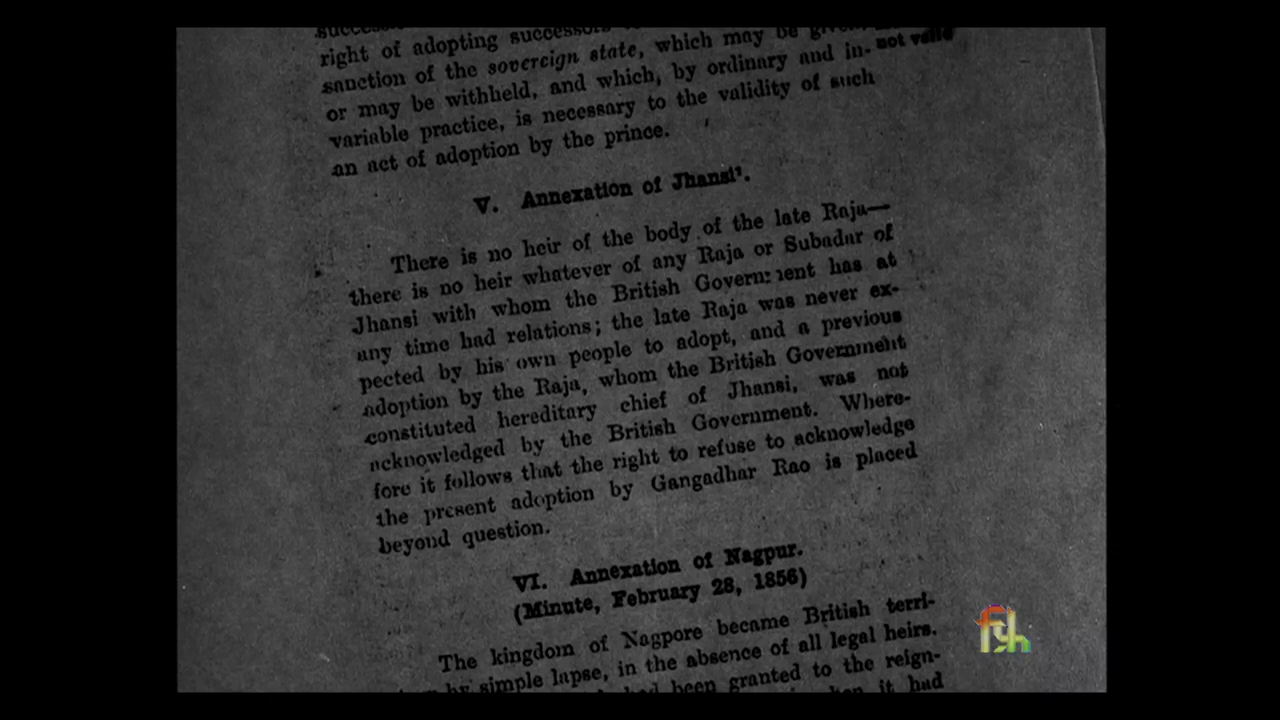 right of adopting successors
sanction of the sovereign state, which may be
or may be withheld, and which, by ordinary and in- not valid
variable practice, is necessary to the validity of such
an act of adoption by the prince.
V. Annexation of Jhansi¹.
There is no heir of the body of the late Raja—
there is no heir whatever of any Raja or Subadar of
Jhansi with whom the British Government has at
any time had relations; the late Raja was never ex-
pected by his own people to adopt, and a previous
adoption by the Raja, whom the British Government
constituted hereditary chief of Jhansi, was not
acknowledged by the British Government. Where-
fore it follows that the right to refuse to acknowledge
the present adoption by Gangadhar Rao is placed
beyond question.
VI. Annexation of Nagpur.
(Minute, February 28, 1856)
The kingdom of Nagpore became British terri-
by simple lapse, in the absence of all legal heirs.
had been granted to the reign-
it had
fyh